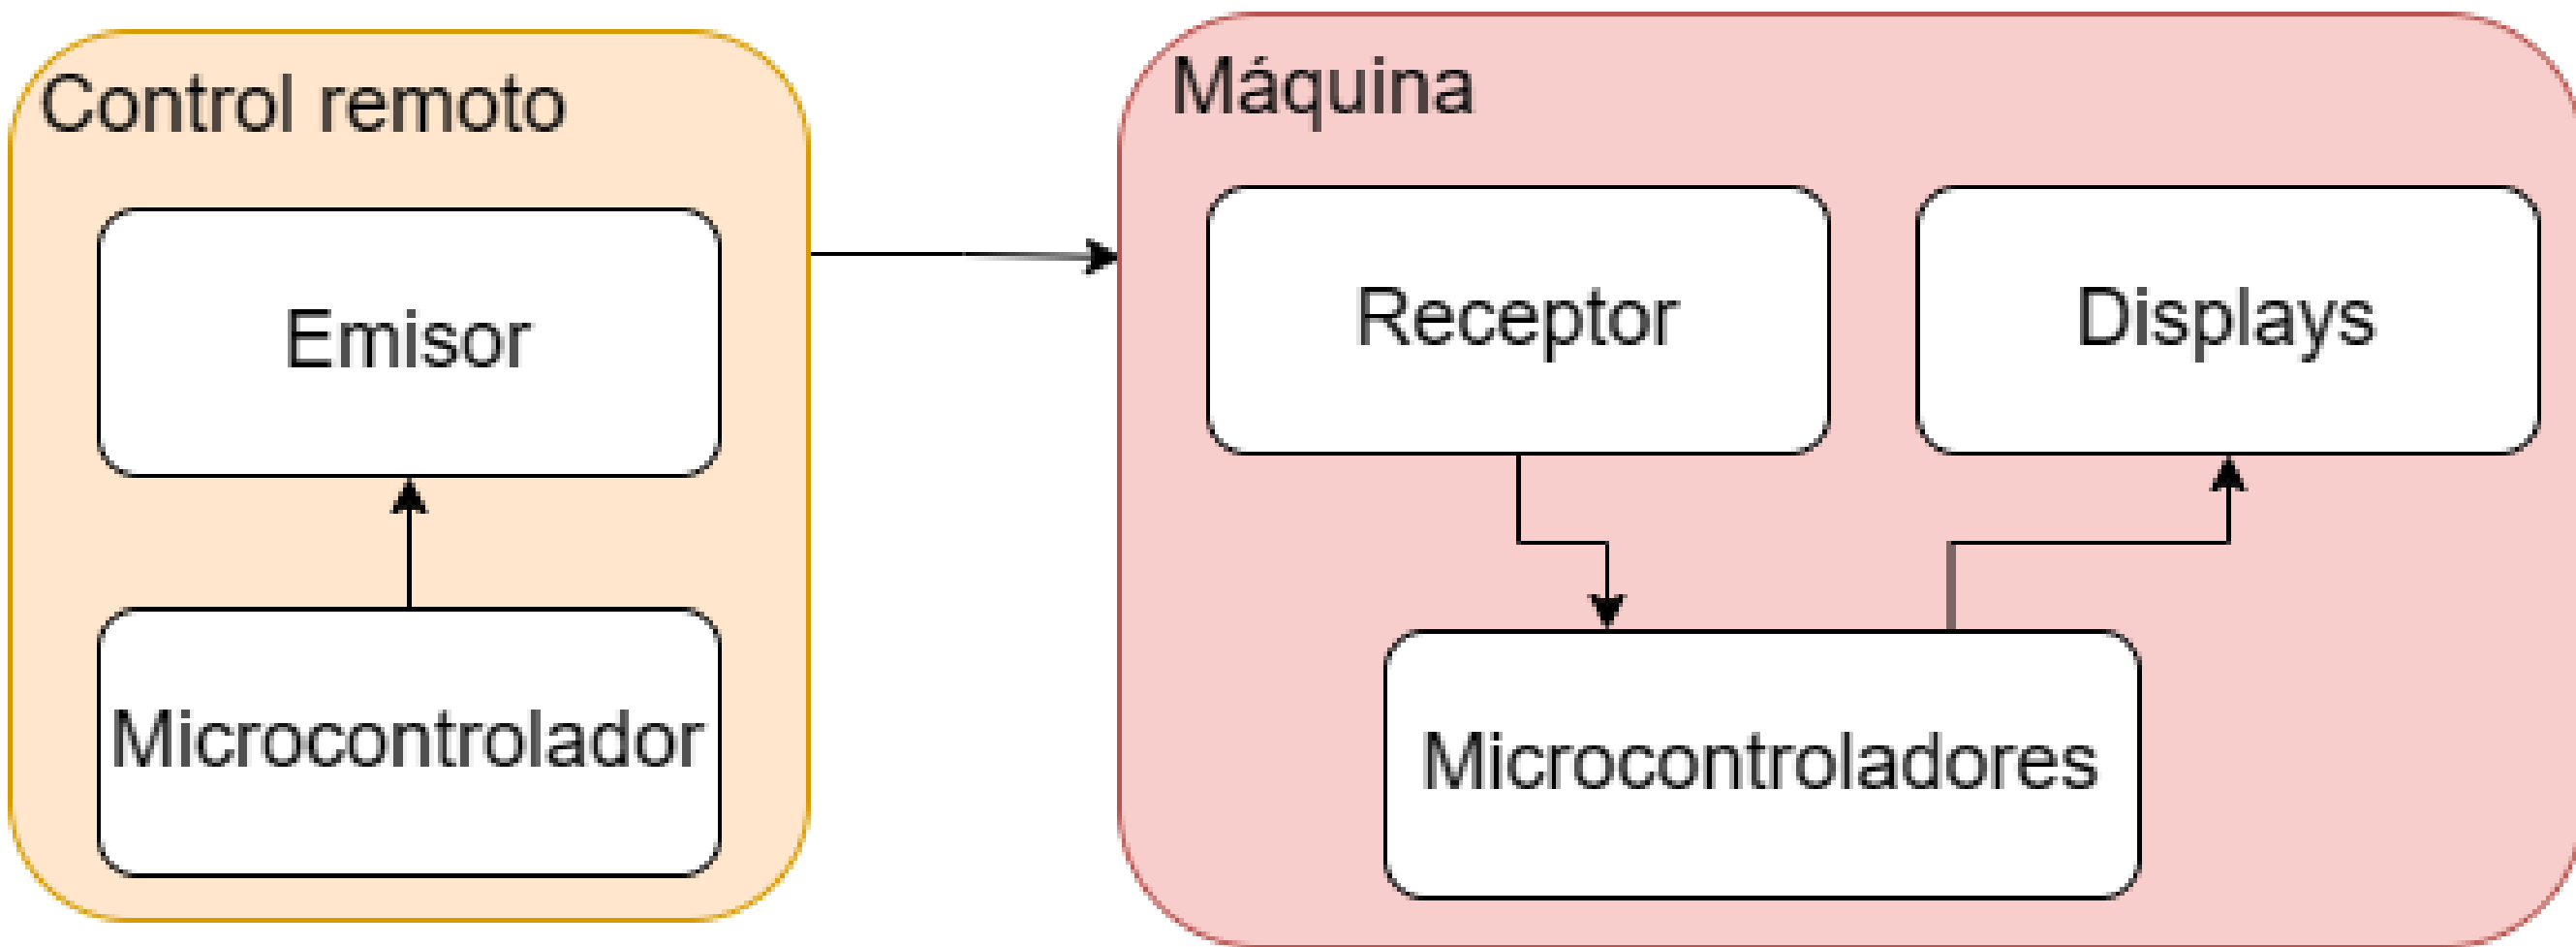 Control remoto
Emisor
Microcontrolador
Máquina
Receptor
Displays
Microcontroladores